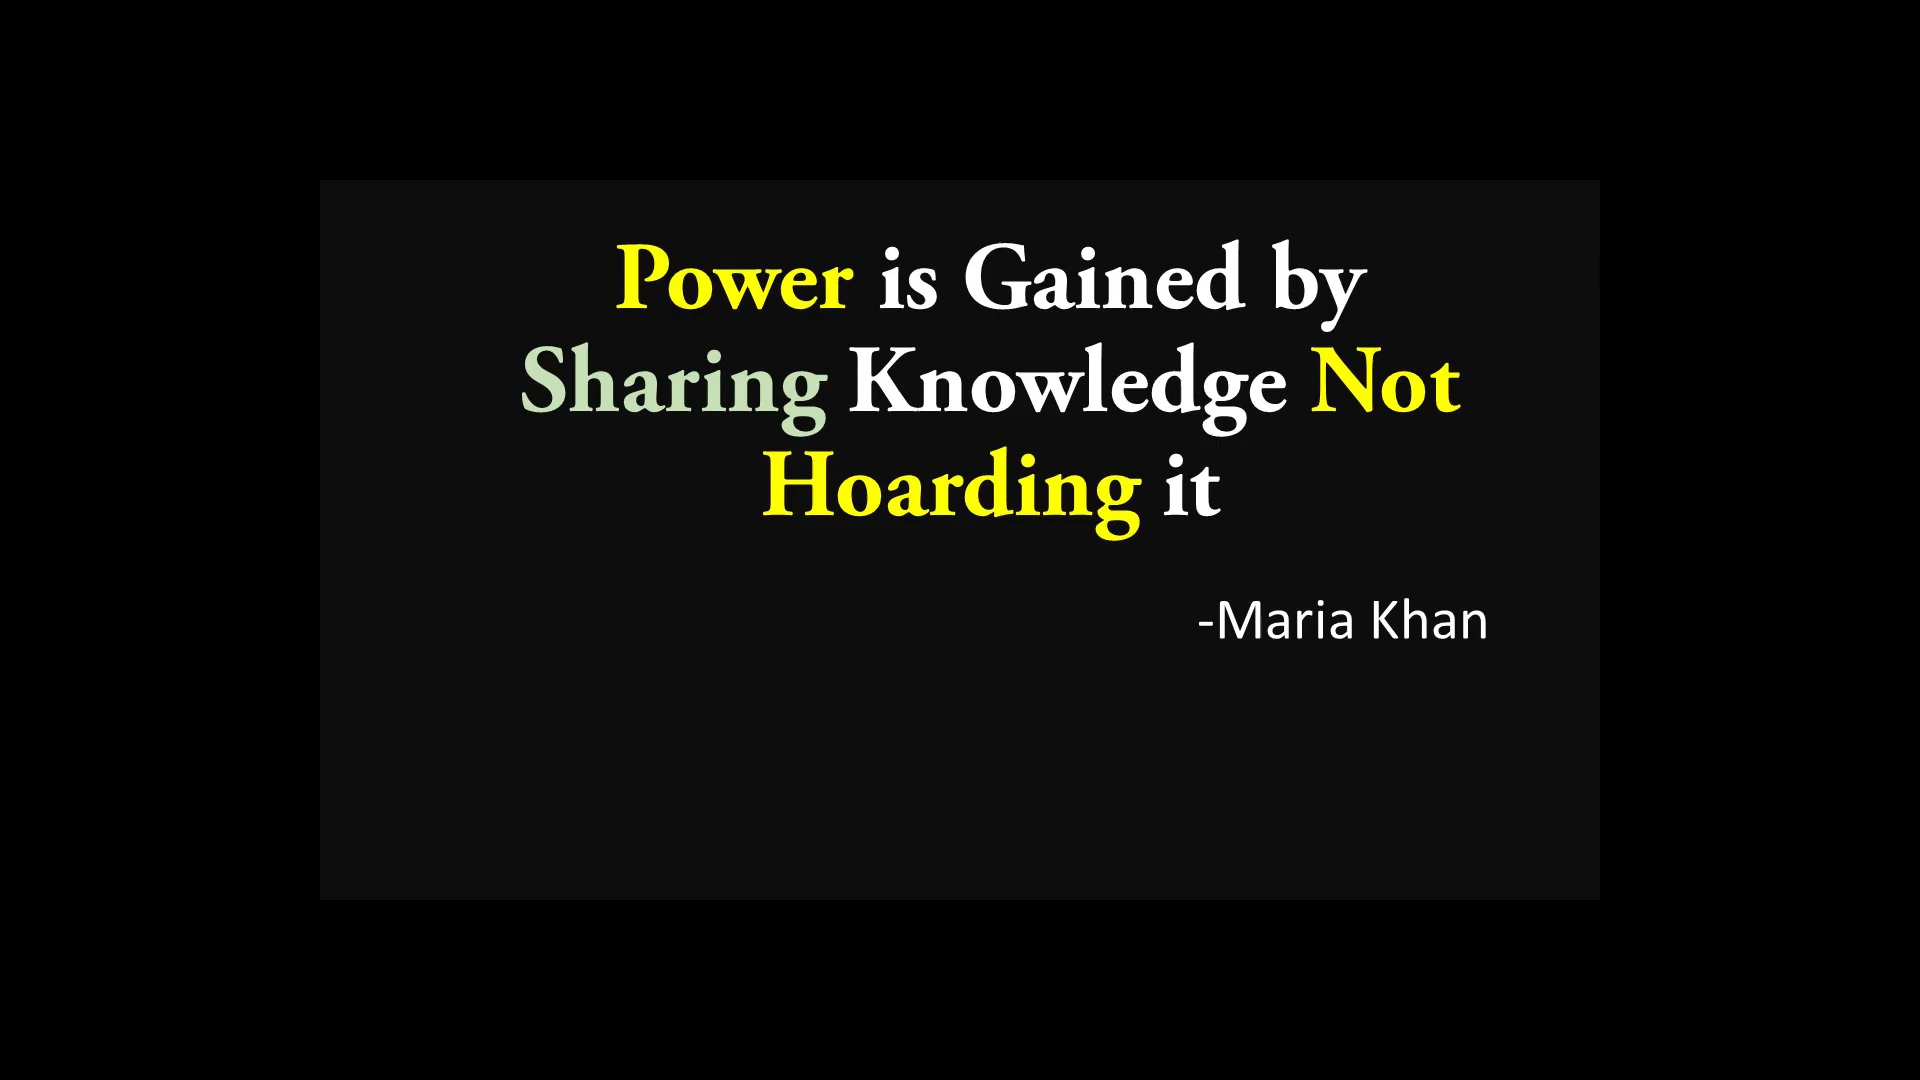 Power is Gained by
Sharing Knowledge Not
Hoarding it
-Maria Khan